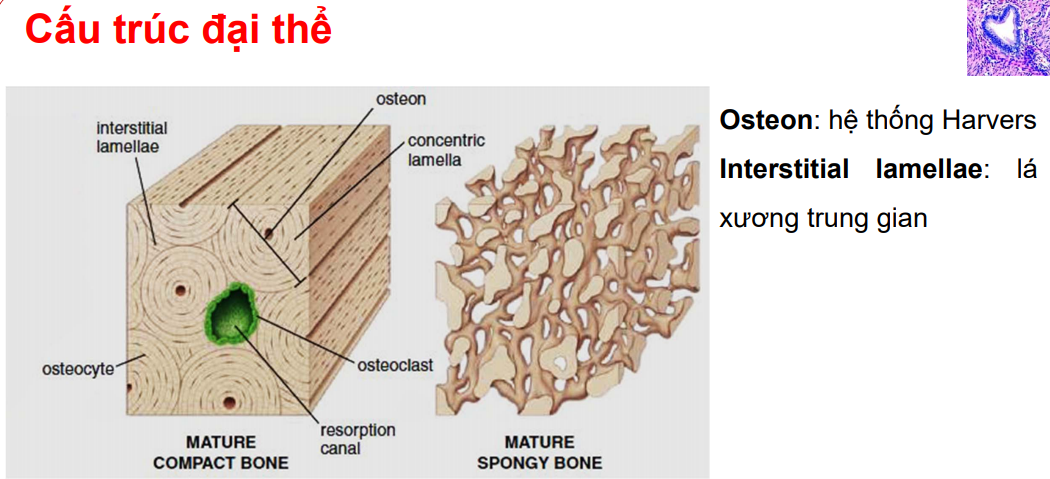 Cấu trúc đại thể
osteon
interstitial
lamellae
concentric
lamella
osteocyte
osteoclast
resorption
canal
MATURE
COMPACT BONE
MATURE
SPONGY BONE
Osteon: hệ thống Harvers
Interstitial lamellae: lá
xương trung gian